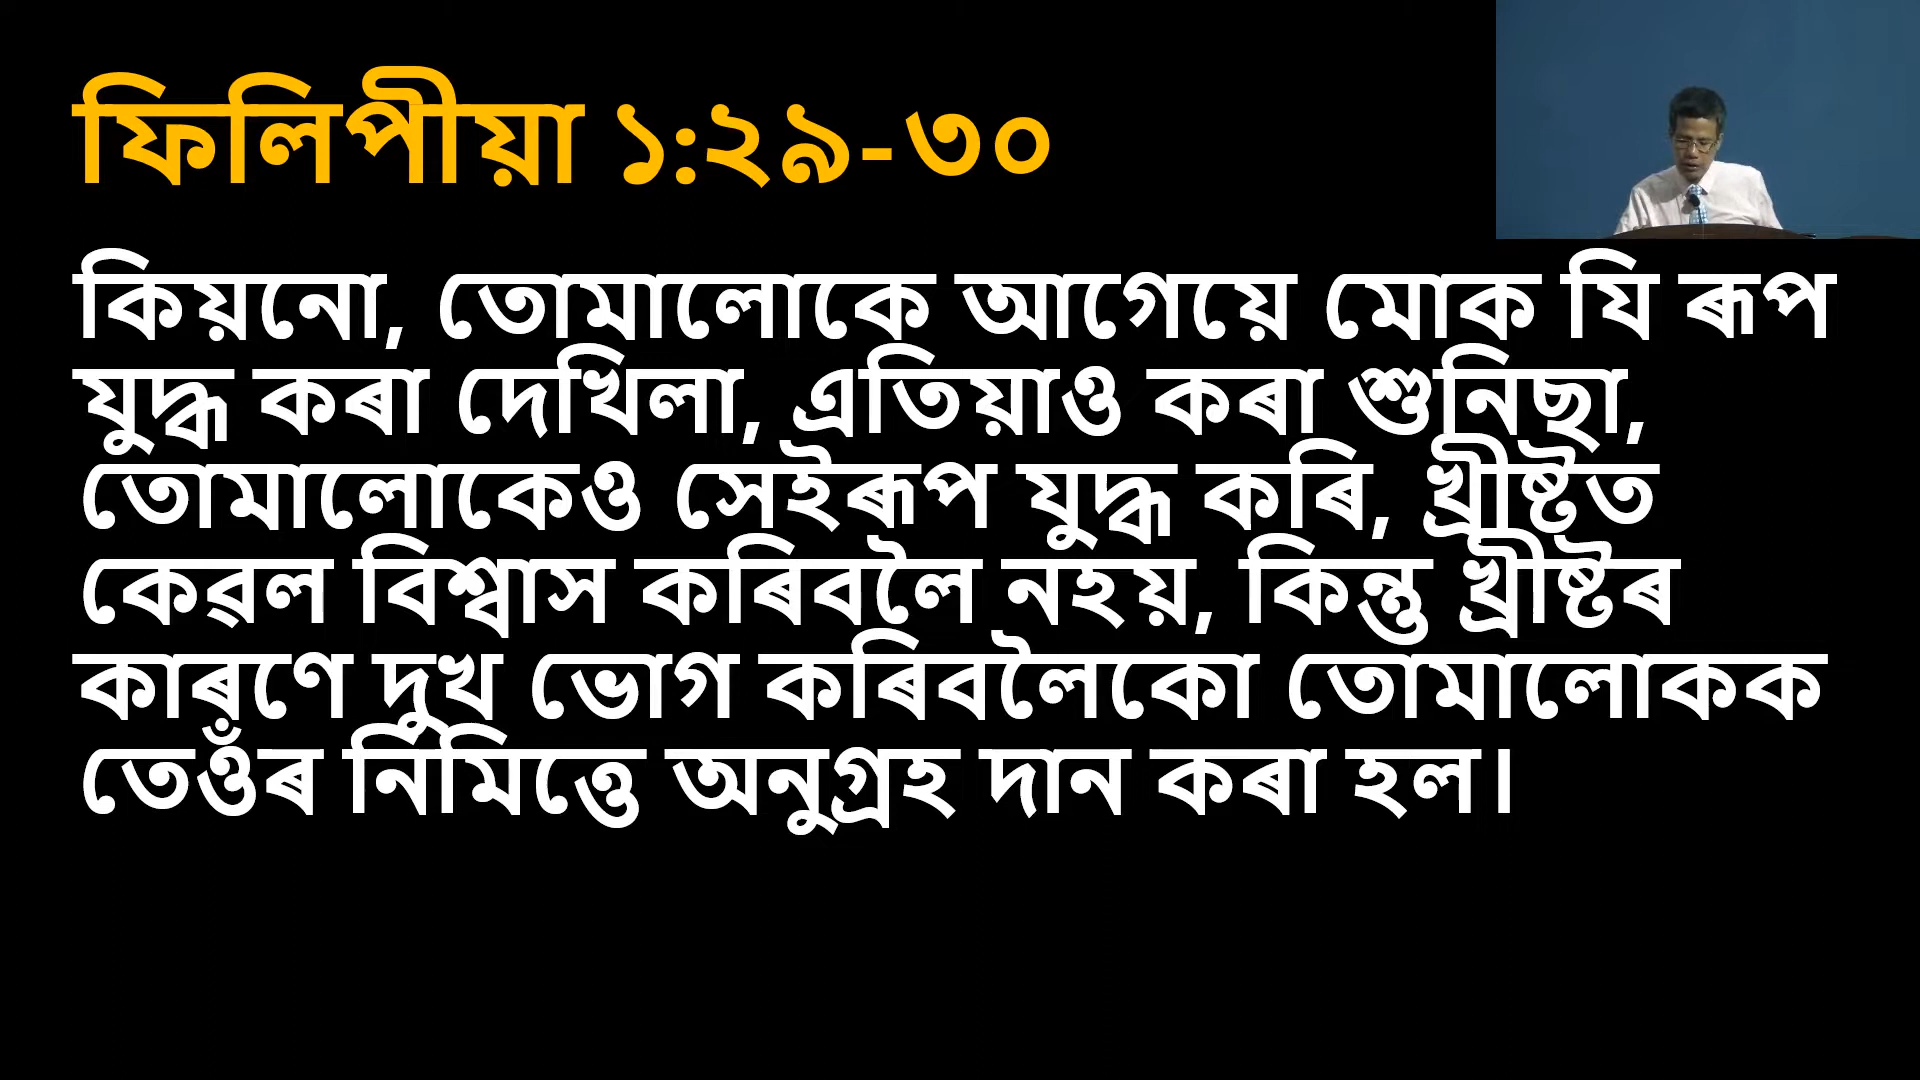 ফিলিপীয়া ১:২৯-৩০
কিয়নো, তোমালোকে আগেয়ে মোক যি ৰূপ
যুদ্ধ কৰা দেখিলা, এতিয়াও কৰা শুনিছা,
তোমালোকেও সেইৰূপ যুদ্ধ কৰি, খ্ৰীষ্টত
কেৱল বিশ্বাস কৰিবলৈ নহয়, কিন্তু খ্ৰীষ্টৰ
কাৰণে দুখ ভোগ কৰিবলৈকো তোমালোকক
তেওঁৰ নিমিত্তে অনুগ্ৰহ দান কৰা হল।